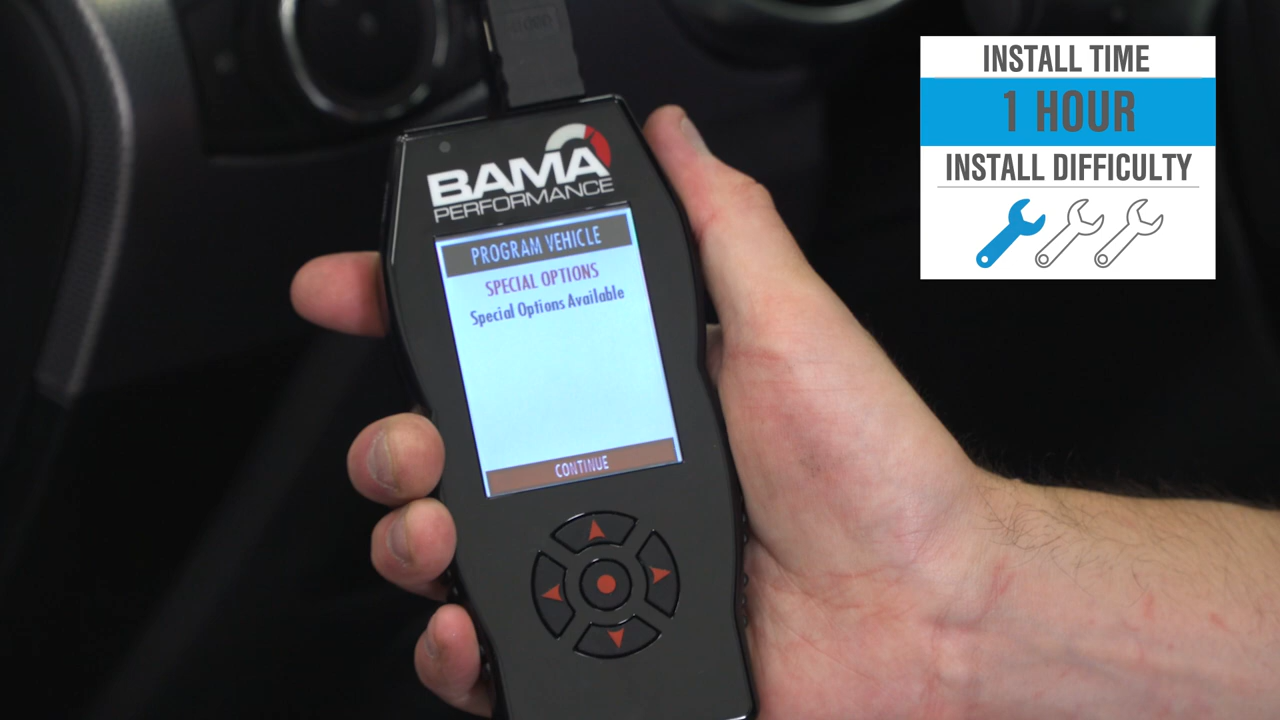 BAMA
PERFORMANCE
PROGRAM VEHICLE
SPECIAL OPTIONS
Special Options Available
CONTINUE
INSTALL TIME
1 HOUR
INSTALL DIFFICULTY